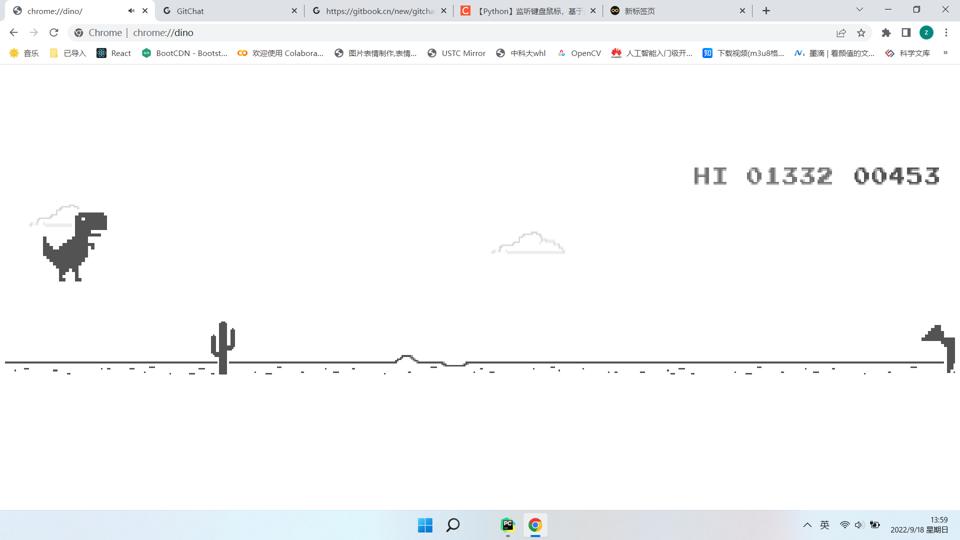 chrome://dino/
GitChat
https://gitbook.cn/new/gitcha
【Python】监听键盘鼠标，基于
新标签页
Chrome | chrome://dino
音乐
已导入
React
BootCDN - Bootst...
欢迎使用 Colabora...
图片表情制作,表情...
USTC Mirror
中科大whl
OpenCV
人工智能入门极开...
下载视频(m3u8格...
墨滴 | 看颜值的文...
科学文库
»
HI 01332 00453
英
13:59
2022/9/18 星期日